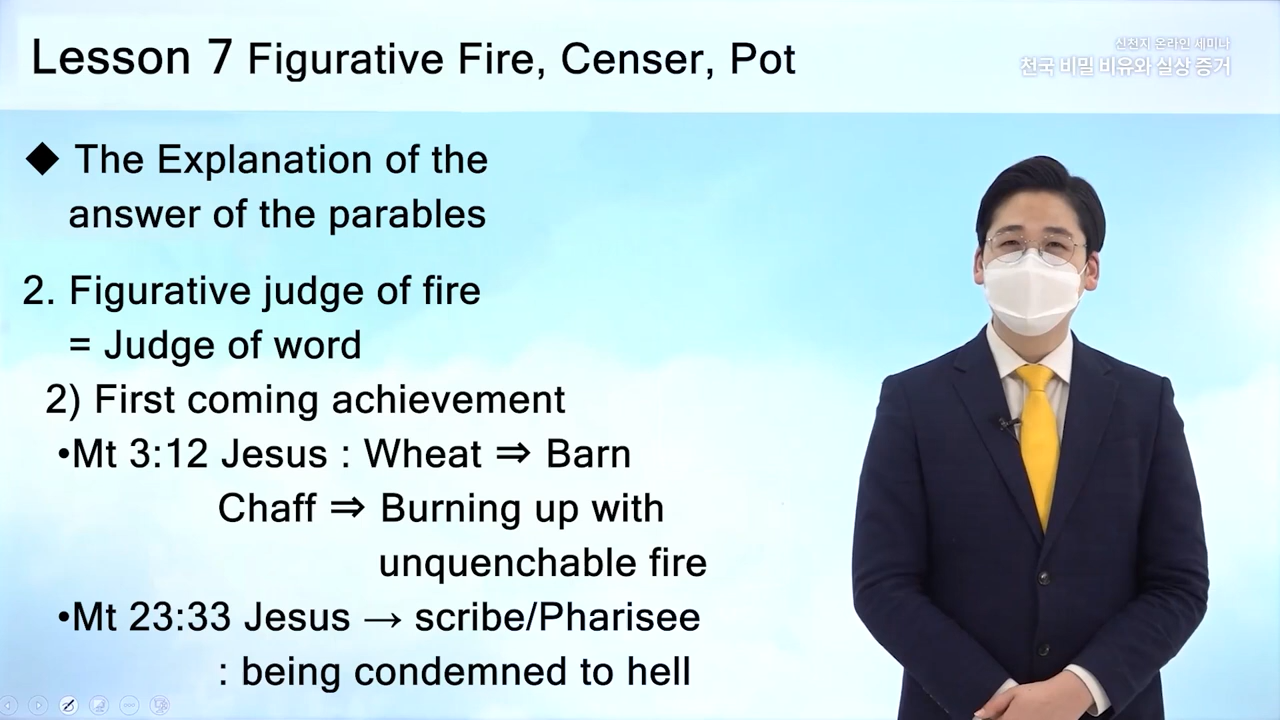 Lesson 7 Figurative Fire, Censer, Pot
신천지 온라인 세미나
천국 비밀 비유와 실상 증거
◆ The Explanation of the
answer of the parables
2. Figurative judge of fire
= Judge of word
2) First coming achievement
•Mt 3:12 Jesus : Wheat ⇒ Barn
Chaff ⇒ Burning up with
unquenchable fire
•Mt 23:33 Jesus → scribe/Pharisee
: being condemned to hell